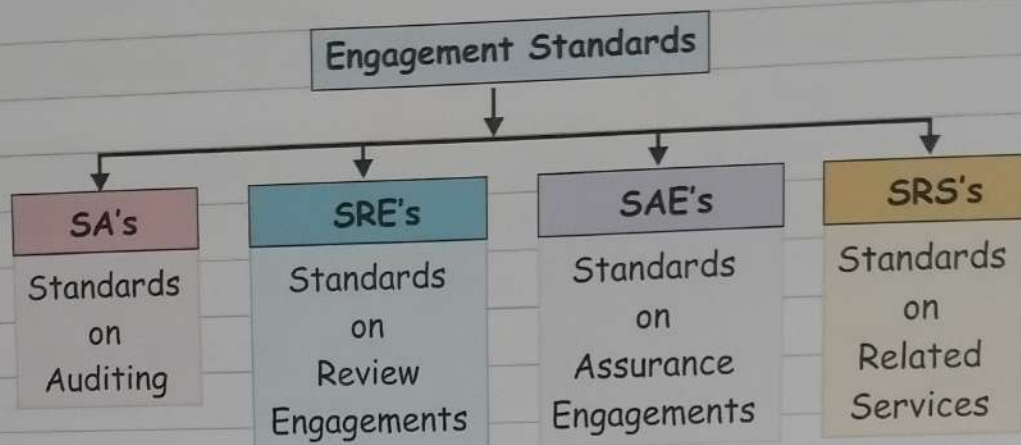 Engagement Standards
SA's
Standards
on
Auditing
SRE's
Standards
on
Review
Engagements
SAE's
Standards
on
Assurance
Engagements
SRS's
Standards
on
Related
Services